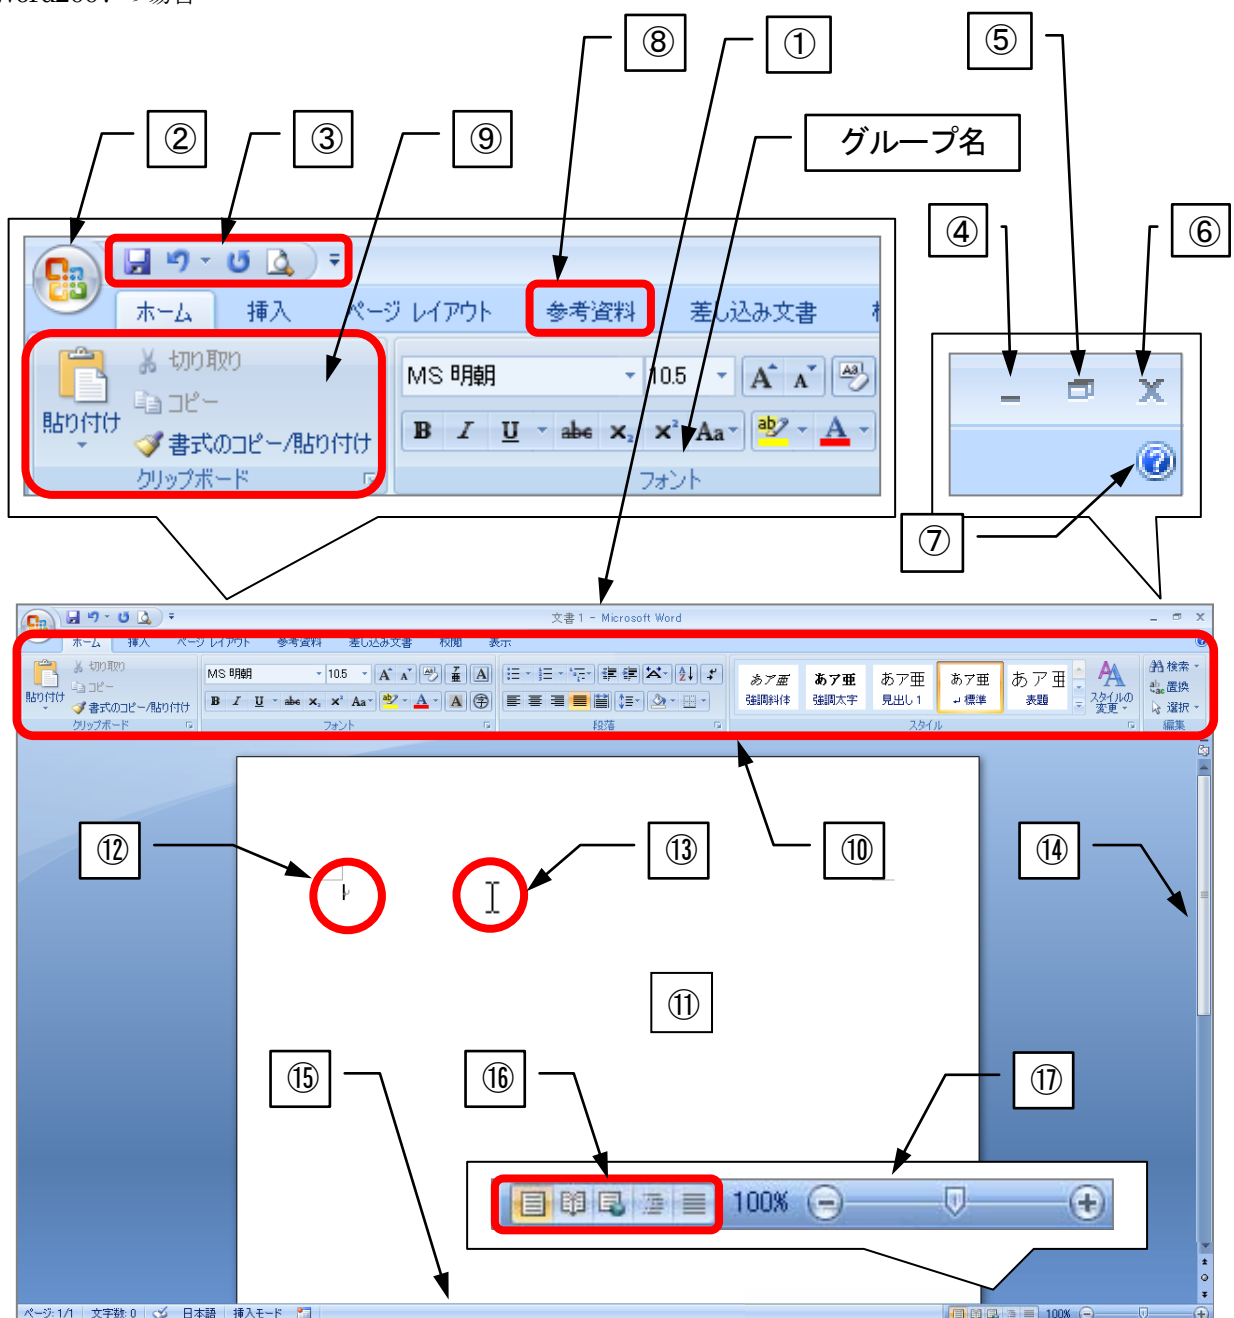 ⑧
①
⑤
②
③
⑨
グループ名
④
⑥
ホーム
挿入
ページ レイアウト
参考資料
差し込み文書
貼り付け
切り取り
コピー
書式のコピー/貼り付け
クリップボード
MS 明朝
10.5
フォント
⑦
文書 1 - Microsoft Word
ホーム 挿入 ページ レイアウト 参考資料 差し込み文書 校閲 表示
貼り付け
切り取り
コピー
書式のコピー/貼り付け
クリップボード
MS 明朝 10.5
フォント
段落
あア亜 あア亜 あア亜 あア亜 あア亜
強調斜体 強調太字 見出し 1 ↵標準 表題
スタイルの
変更
スタイル
検索
置換
選択
編集
⑫
⑬
⑩
⑭
⑪
⑮
⑯
⑰
100%
ページ: 1/1 文字数: 0 日本語 挿入モード 100%